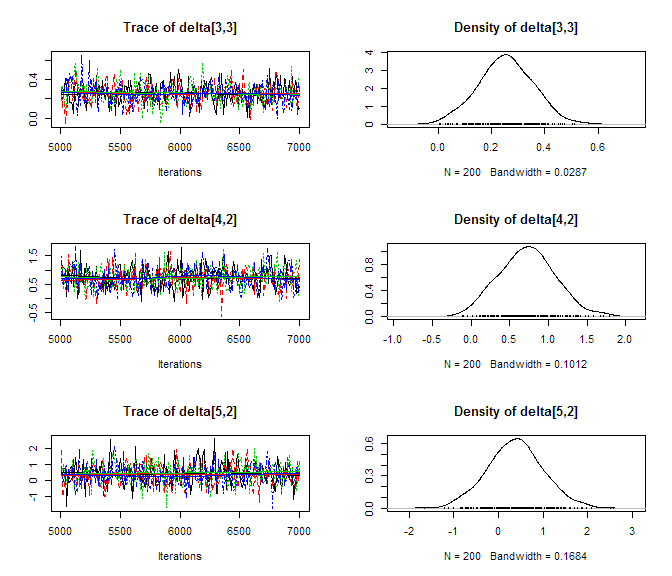 Trace of delta[3,3]
Density of delta[3,3]
0.4
0.0
5000 5500 6000 6500 7000
Iterations
4
3
2
1
0
0.0 0.2 0.4 0.6
N = 200 Bandwidth = 0.0287
Trace of delta[4,2]
Density of delta[4,2]
1.5
0.5
-0.5
5000 5500 6000 6500 7000
Iterations
0.8
0.4
0.0
-1.0 -0.5 0.0 0.5 1.0 1.5 2.0
N = 200 Bandwidth = 0.1012
Trace of delta[5,2]
Density of delta[5,2]
2
1
0
-1
5000 5500 6000 6500 7000
Iterations
0.6
0.3
0.0
-2 -1 0 1 2 3
N = 200 Bandwidth = 0.1684